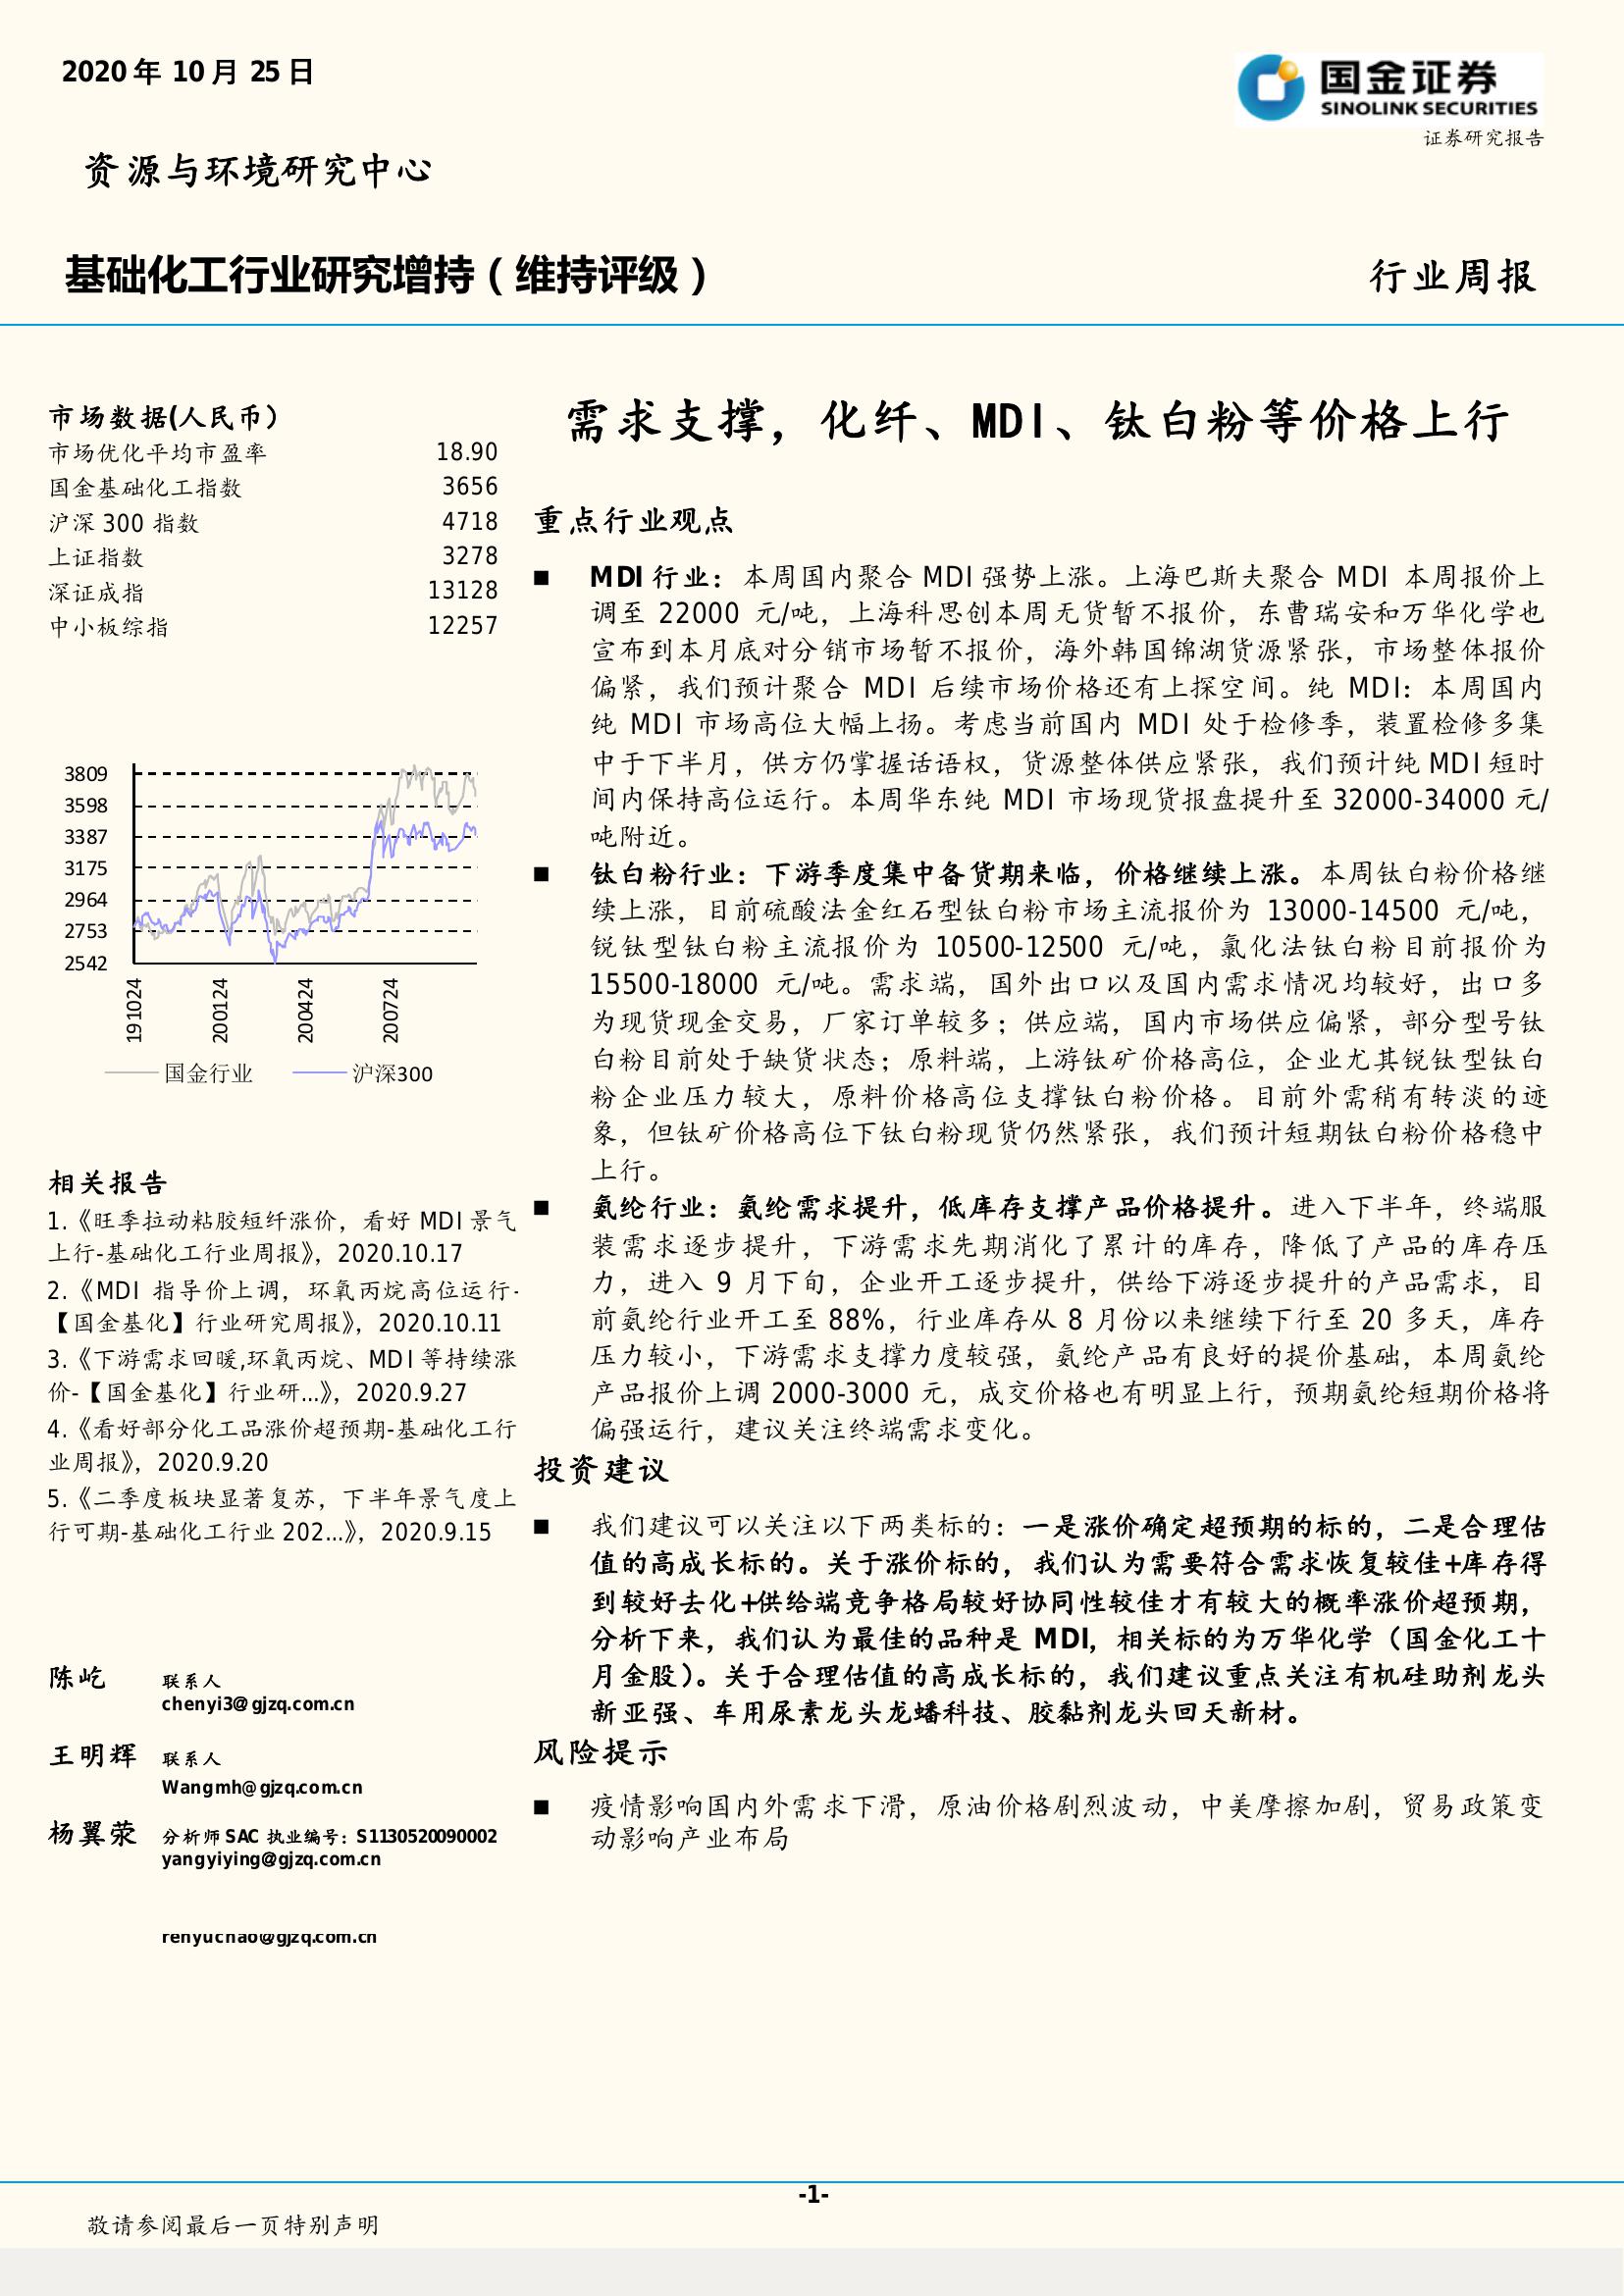 2020年10月25日
国金证券
SINOLINK SECURITIES
证券研究报告
资源与环境研究中心
基础化工行业研究增持（维持评级）
行业周报
市场数据(人民币）
市场优化平均市盈率 18.90
国金基础化工指数 3656
沪深 300 指数 4718
上证指数 3278
深证成指 13128
中小板综指 12257
3809
3598
3387
3175
2964
2753
2542
191024
200124
200424
200724
国金行业
沪深300
相关报告
1.《旺季拉动粘胶短纤涨价，看好 MDI 景气
上行-基础化工行业周报》，2020.10.17
2.《MDI 指导价上调，环氧丙烷高位运行-
【国金基化】行业研究周报》，2020.10.11
3.《下游需求回暖,环氧丙烷、MDI 等持续涨
价-【国金基化】行业研...》，2020.9.27
4.《看好部分化工品涨价超预期-基础化工行
业周报》，2020.9.20
5.《二季度板块显著复苏，下半年景气度上
行可期-基础化工行业 202...》，2020.9.15
陈屹 联系人
chenyi3@gjzq.com.cn
王明辉 联系人
Wangmh@gjzq.com.cn
杨翼荥 分析师 SAC 执业编号：S1130520090002
yangyiying@gjzq.com.cn
renyuchao@gjzq.com.cn
需求支撑，化纤、MDI、钛白粉等价格上行
重点行业观点
■ MDI 行业：本周国内聚合 MDI 强势上涨。上海巴斯夫聚合 MDI 本周报价上
调至 22000 元/吨，上海科思创本周无货暂不报价，东曹瑞安和万华化学也
宣布到本月底对分销市场暂不报价，海外韩国锦湖货源紧张，市场整体报价
偏紧，我们预计聚合 MDI 后续市场价格还有上探空间。纯 MDI：本周国内
纯 MDI 市场高位大幅上扬。考虑当前国内 MDI 处于检修季，装置检修多集
中于下半月，供方仍掌握话语权，货源整体供应紧张，我们预计纯 MDI 短时
间内保持高位运行。本周华东纯 MDI 市场现货报盘提升至 32000-34000 元/
吨附近。
■ 钛白粉行业：下游季度集中备货期来临，价格继续上涨。本周钛白粉价格继
续上涨，目前硫酸法金红石型钛白粉市场主流报价为 13000-14500 元/吨，
锐钛型钛白粉主流报价为 10500-12500 元/吨，氯化法钛白粉目前报价为
15500-18000 元/吨。需求端，国外出口以及国内需求情况均较好，出口多
为现货现金交易，厂家订单较多；供应端，国内市场供应偏紧，部分型号钛
白粉目前处于缺货状态；原料端，上游钛矿价格高位，企业尤其锐钛型钛白
粉企业压力较大，原料价格高位支撑钛白粉价格。目前外需稍有转淡的迹
象，但钛矿价格高位下钛白粉现货仍然紧张，我们预计短期钛白粉价格稳中
上行。
■ 氨纶行业：氨纶需求提升，低库存支撑产品价格提升。进入下半年，终端服
装需求逐步提升，下游需求先期消化了累计的库存，降低了产品的库存压
力，进入 9 月下旬，企业开工逐步提升，供给下游逐步提升的产品需求，目
前氨纶行业开工至 88%，行业库存从 8 月份以来继续下行至 20 多天，库存
压力较小，下游需求支撑力度较强，氨纶产品有良好的提价基础，本周氨纶
产品报价上调 2000-3000 元，成交价格也有明显上行，预期氨纶短期价格将
偏强运行，建议关注终端需求变化。
投资建议
■ 我们建议可以关注以下两类标的：一是涨价确定超预期的标的，二是合理估
值的高成长标的。关于涨价标的，我们认为需要符合需求恢复较佳+库存得
到较好去化+供给端竞争格局较好协同性较佳才有较大的概率涨价超预期，
分析下来，我们认为最佳的品种是 MDI，相关标的为万华化学（国金化工十
月金股）。关于合理估值的高成长标的，我们建议重点关注有机硅助剂龙头
新亚强、车用尿素龙头龙蟠科技、胶黏剂龙头回天新材。
风险提示
■ 疫情影响国内外需求下滑，原油价格剧烈波动，中美摩擦加剧，贸易政策变
动影响产业布局
-1-
敬请参阅最后一页特别声明